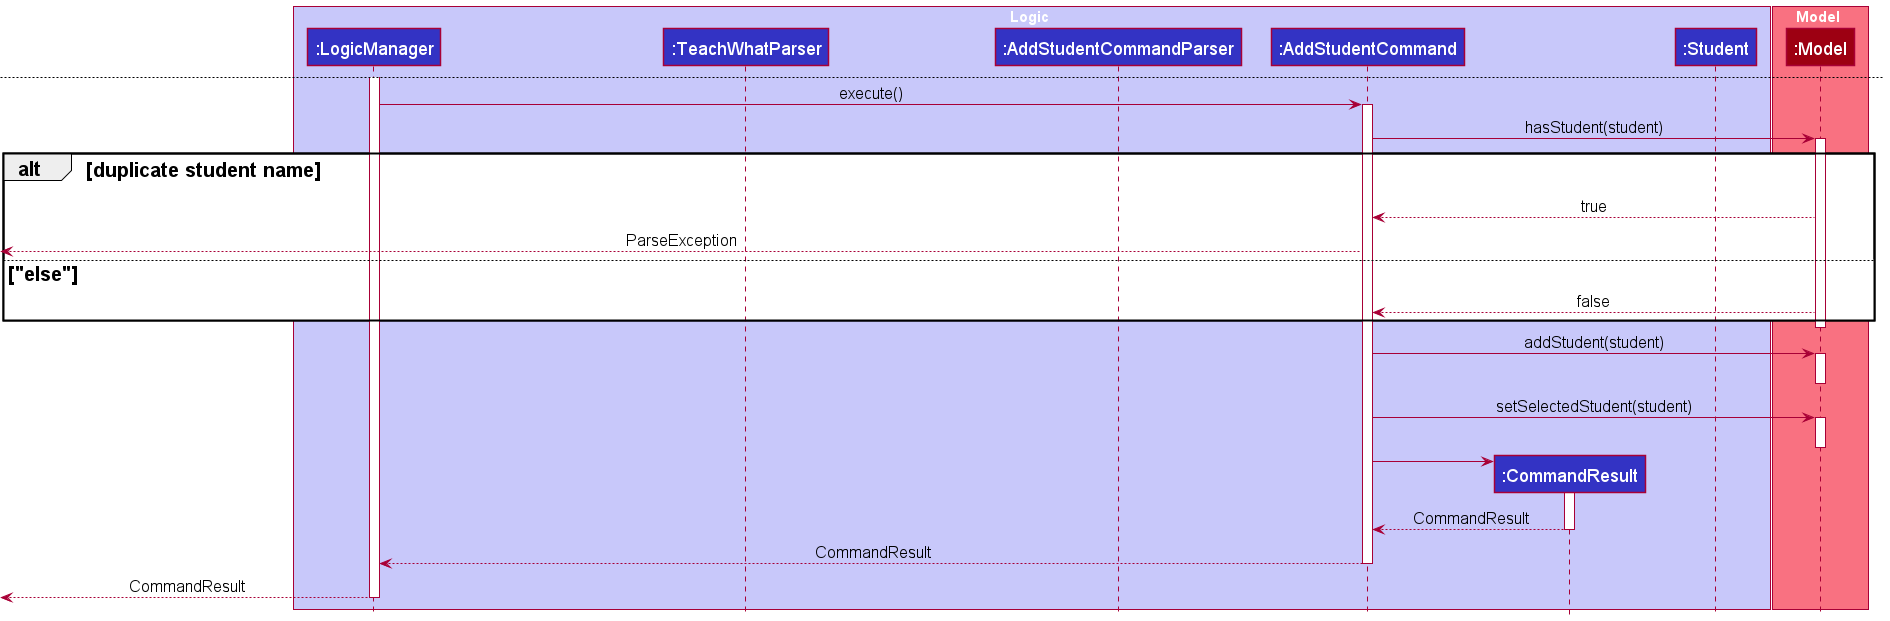 Logic
Model
:LogicManager
:TeachWhatParser
:AddStudentCommandParser
:AddStudentCommand
:Student
:Model
execute()
hasStudent(student)
alt
[duplicate student name]
true
ParseException
["else"]
false
addStudent(student)
setSelectedStudent(student)
:CommandResult
CommandResult
CommandResult
CommandResult